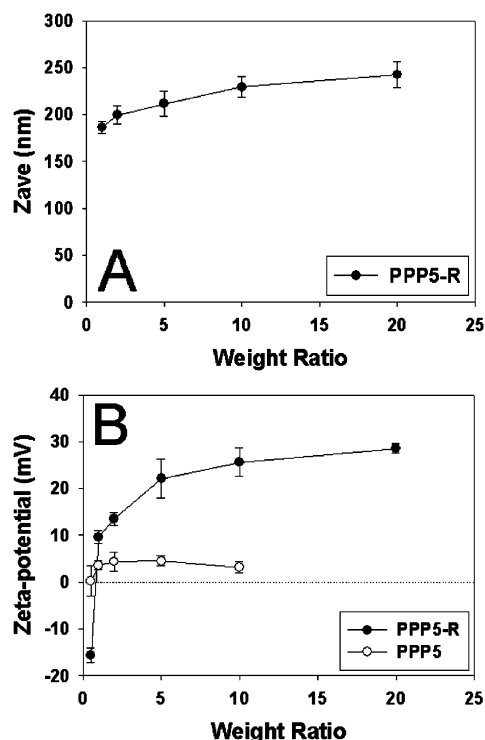 300
250
200
150
100
50
0
Zave (nm)
A
PPP5-R
0 5 10 15 20 25
Weight Ratio
40
30
20
10
0
-10
-20
Zeta-potential (mV)
B
PPP5-R
PPP5
0 5 10 15 20 25
Weight Ratio